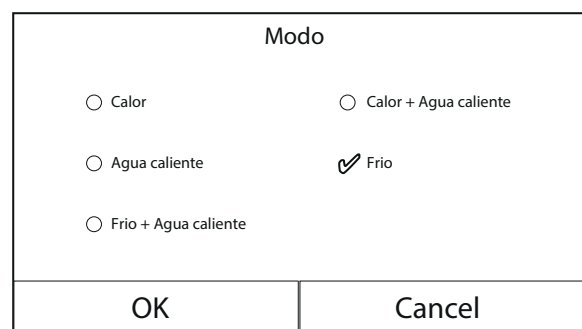 Modo
Calor
Calor + Agua caliente
Agua caliente
Frio
Frio + Agua caliente
OK
Cancel